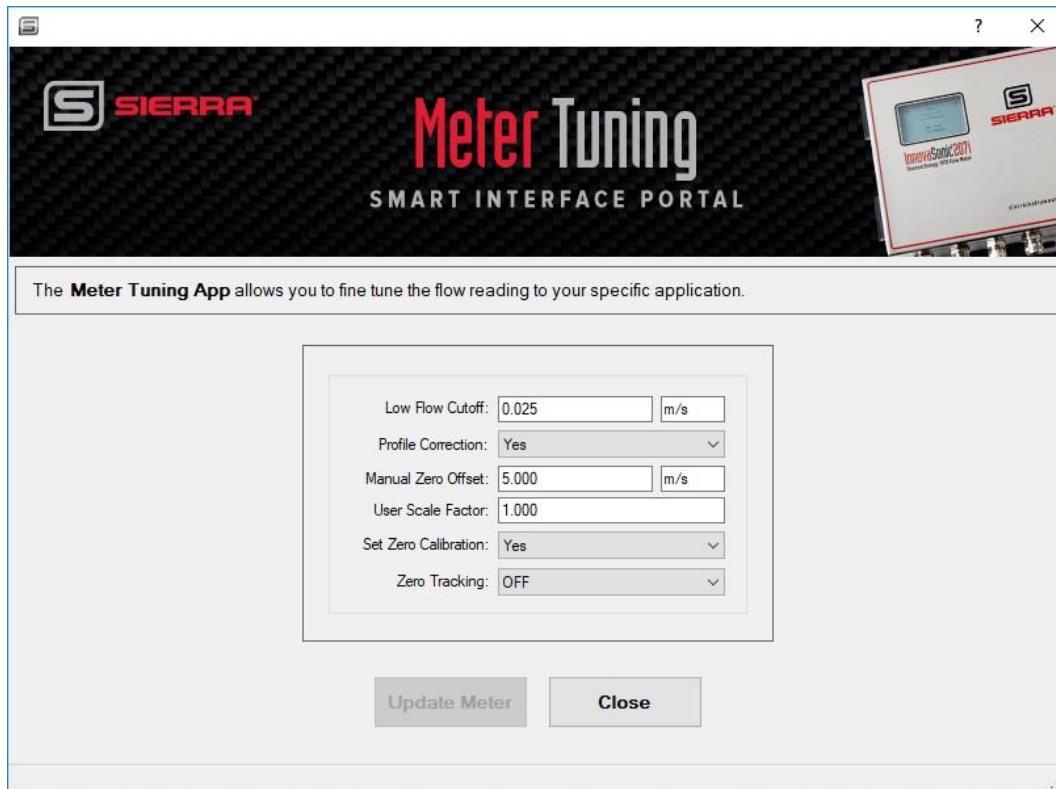 ?
SIERRA
Meter Tuning
SMART INTERFACE PORTAL
SIERRA
InnovaSonic 207i
The Meter Tuning App allows you to fine tune the flow reading to your specific application.
Low Flow Cutoff: 0.025 m/s
Profile Correction: Yes
Manual Zero Offset: 5.000 m/s
User Scale Factor: 1.000
Set Zero Calibration: Yes
Zero Tracking: OFF
Update Meter Close